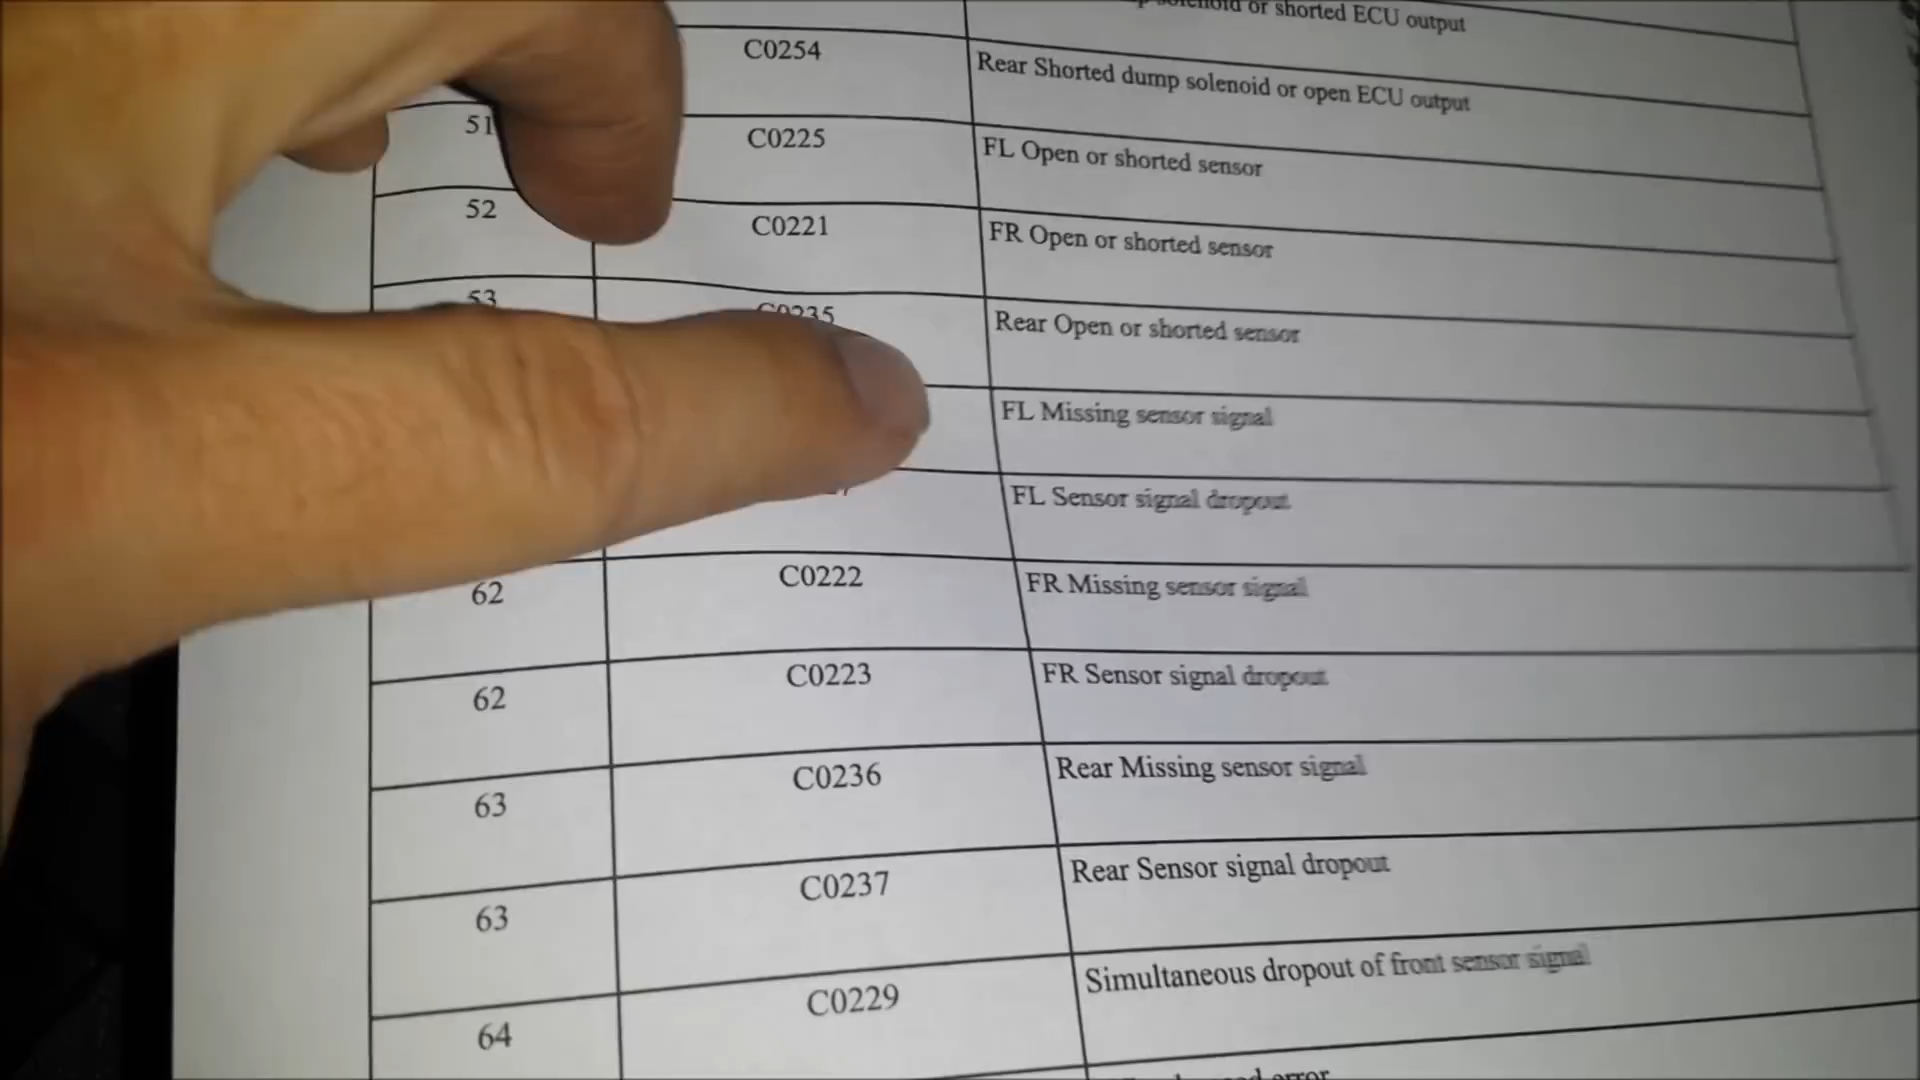 solenoid or shorted ECU output
C0254 Rear Shorted dump solenoid or open ECU output
51 C0225 FL Open or shorted sensor
52 C0221 FR Open or shorted sensor
53 C0235 Rear Open or shorted sensor
FL Missing sensor signal
FL Sensor signal dropout
62 C0222 FR Missing sensor signal
62 C0223 FR Sensor signal dropout
63 C0236 Rear Missing sensor signal
63 C0237 Rear Sensor signal dropout
64 C0229 Simultaneous dropout of front sensor signal
error